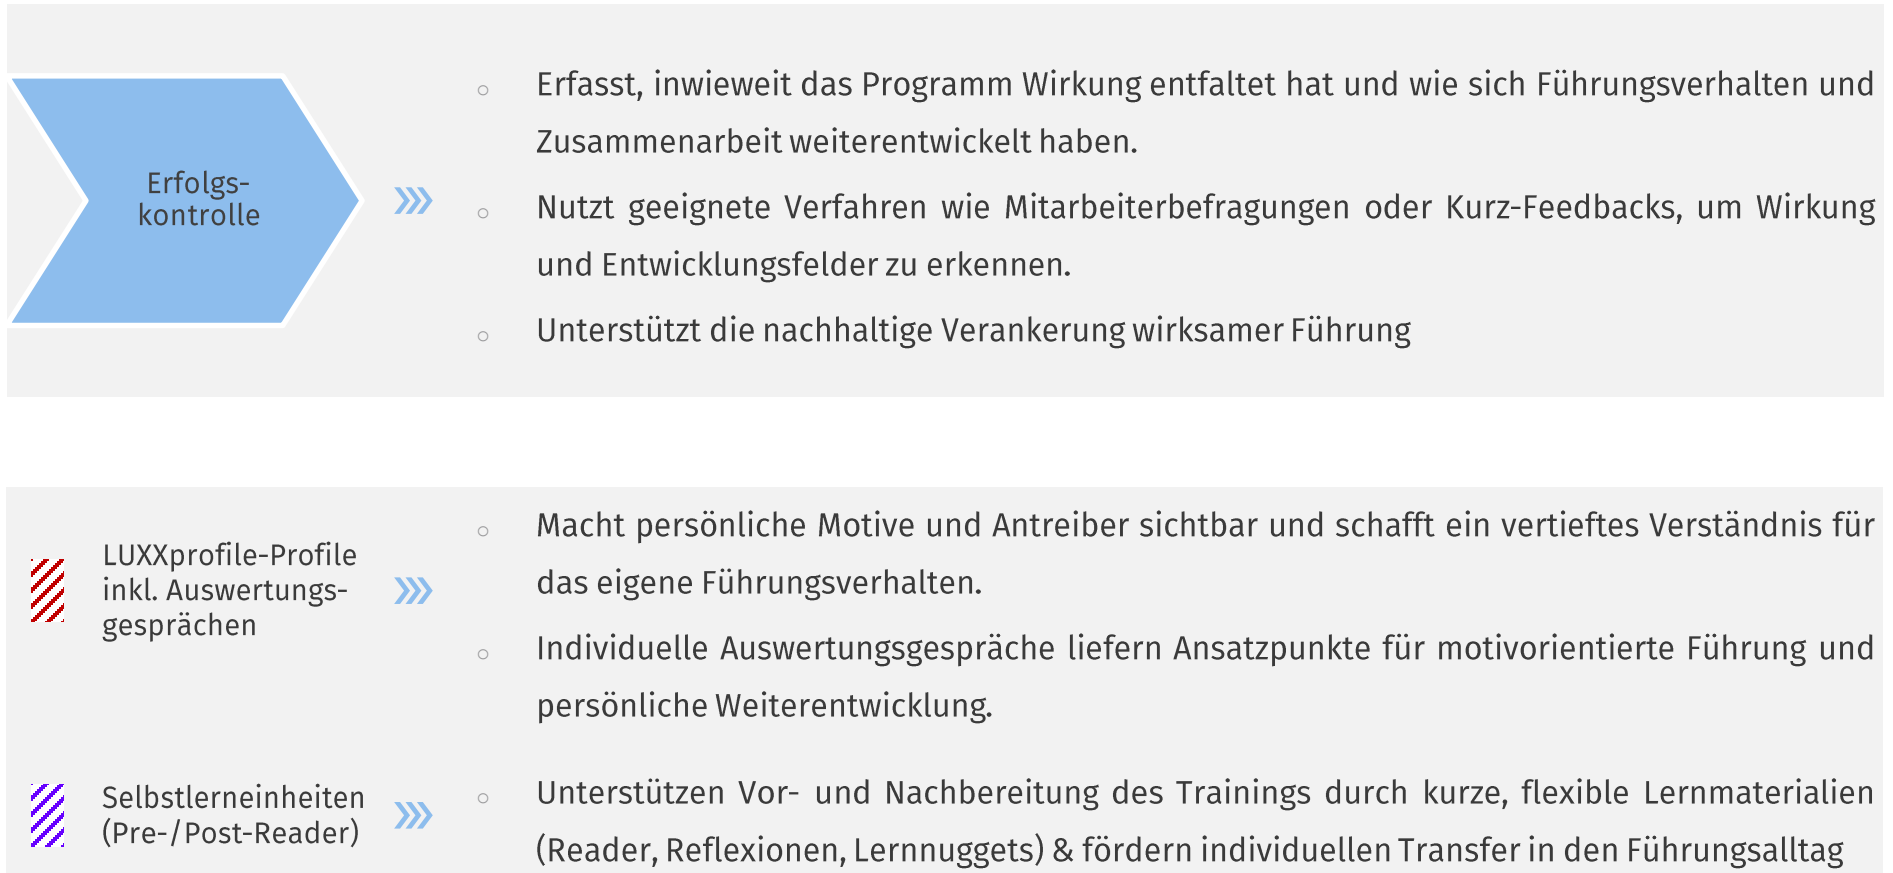 Erfolgs-
kontrolle
Erfasst, inwieweit das Programm Wirkung entfaltet hat und wie sich Führungsverhalten und
Zusammenarbeit weiterentwickelt haben.
Nutzt geeignete Verfahren wie Mitarbeiterbefragungen oder Kurz-Feedbacks, um Wirkung
und Entwicklungsfelder zu erkennen.
Unterstützt die nachhaltige Verankerung wirksamer Führung
LUXXprofile-Profile
inkl. Auswertungs-
gesprächen
Macht persönliche Motive und Antreiber sichtbar und schafft ein vertieftes Verständnis für
das eigene Führungsverhalten.
Individuelle Auswertungsgespräche liefern Ansatzpunkte für motivorientierte Führung und
persönliche Weiterentwicklung.
Selbstlerneinheiten
(Pre-/Post-Reader)
Unterstützen Vor- und Nachbereitung des Trainings durch kurze, flexible Lernmaterialien
(Reader, Reflexionen, Lernnuggets) & fördern individuellen Transfer in den Führungsalltag